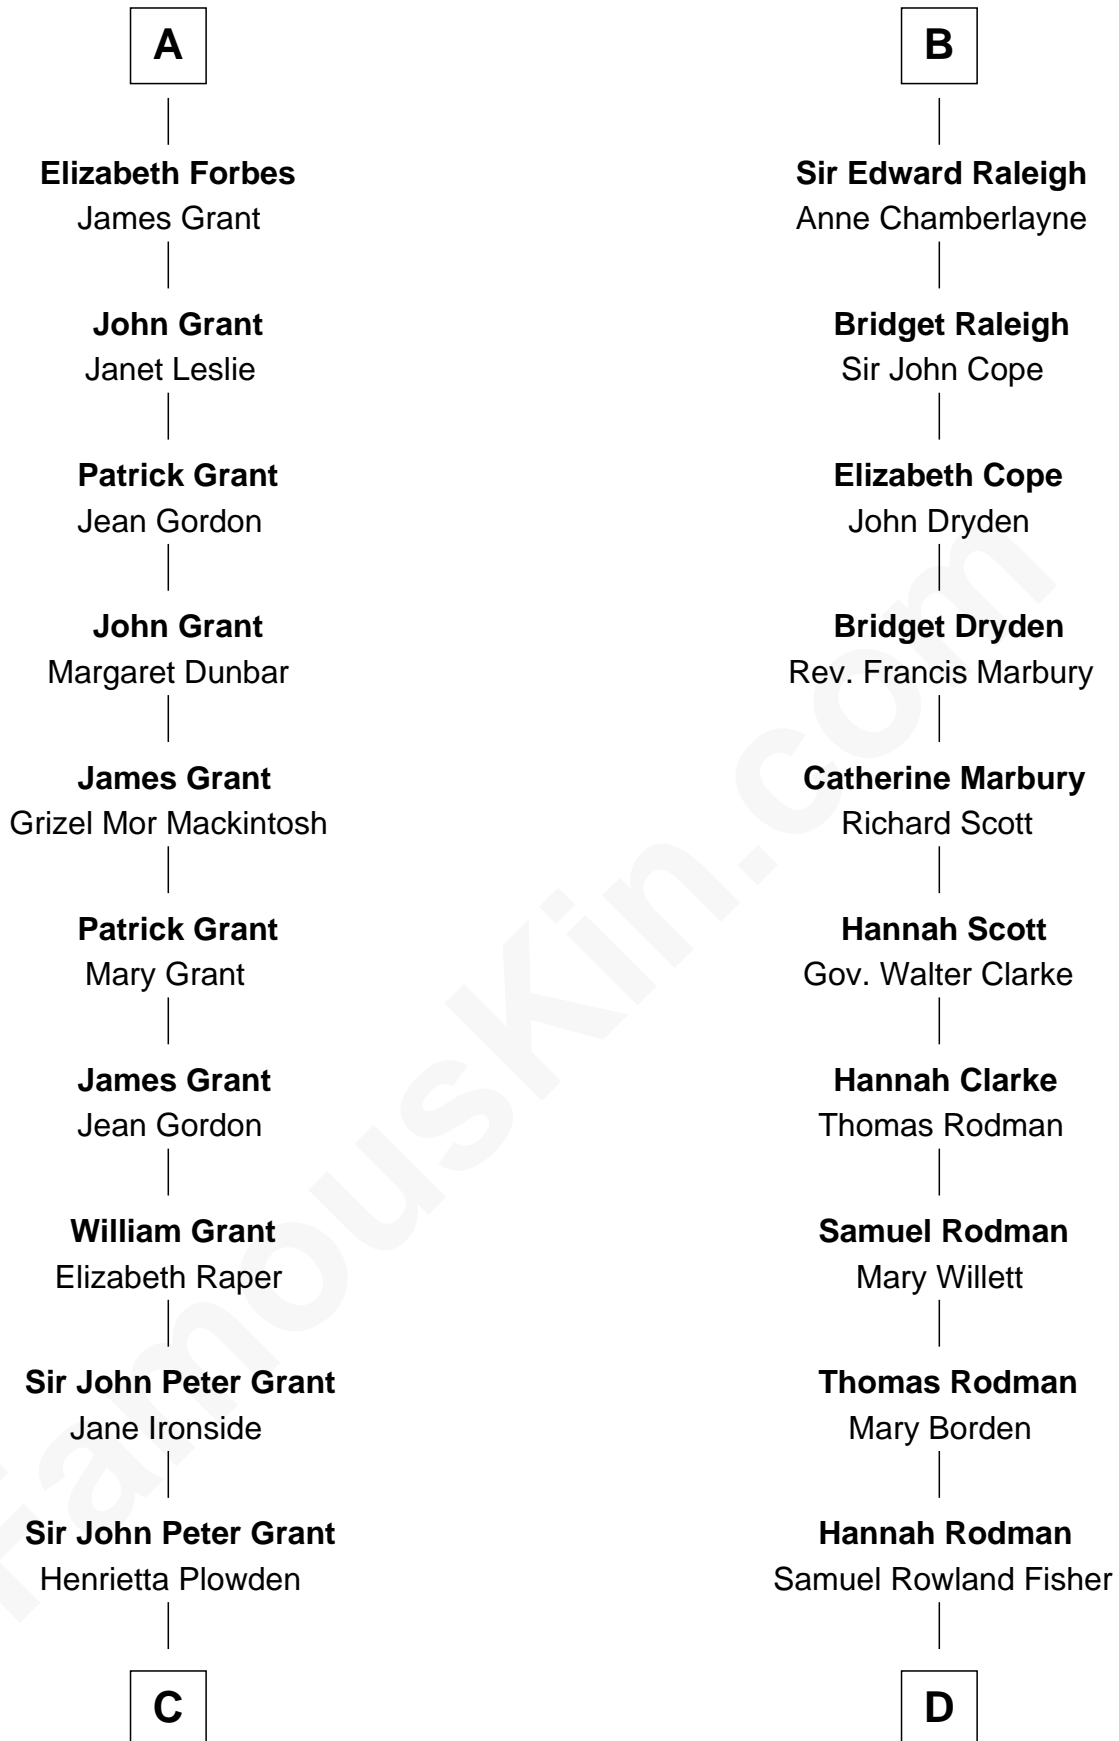 A
Elizabeth Forbes
James Grant
John Grant
Janet Leslie
Patrick Grant
Jean Gordon
John Grant
Margaret Dunbar
James Grant
Grizel Mor Mackintosh
Patrick Grant
Mary Grant
James Grant
Jean Gordon
William Grant
Elizabeth Raper
Sir John Peter Grant
Jane Ironside
Sir John Peter Grant
Henrietta Plowden
C
B
Sir Edward Raleigh
Anne Chamberlayne
Bridget Raleigh
Sir John Cope
Elizabeth Cope
John Dryden
Bridget Dryden
Rev. Francis Marbury
Catherine Marbury
Richard Scott
Hannah Scott
Gov. Walter Clarke
Hannah Clarke
Thomas Rodman
Samuel Rodman
Mary Willett
Thomas Rodman
Mary Borden
Hannah Rodman
Samuel Rowland Fisher
D
FamousKin.com